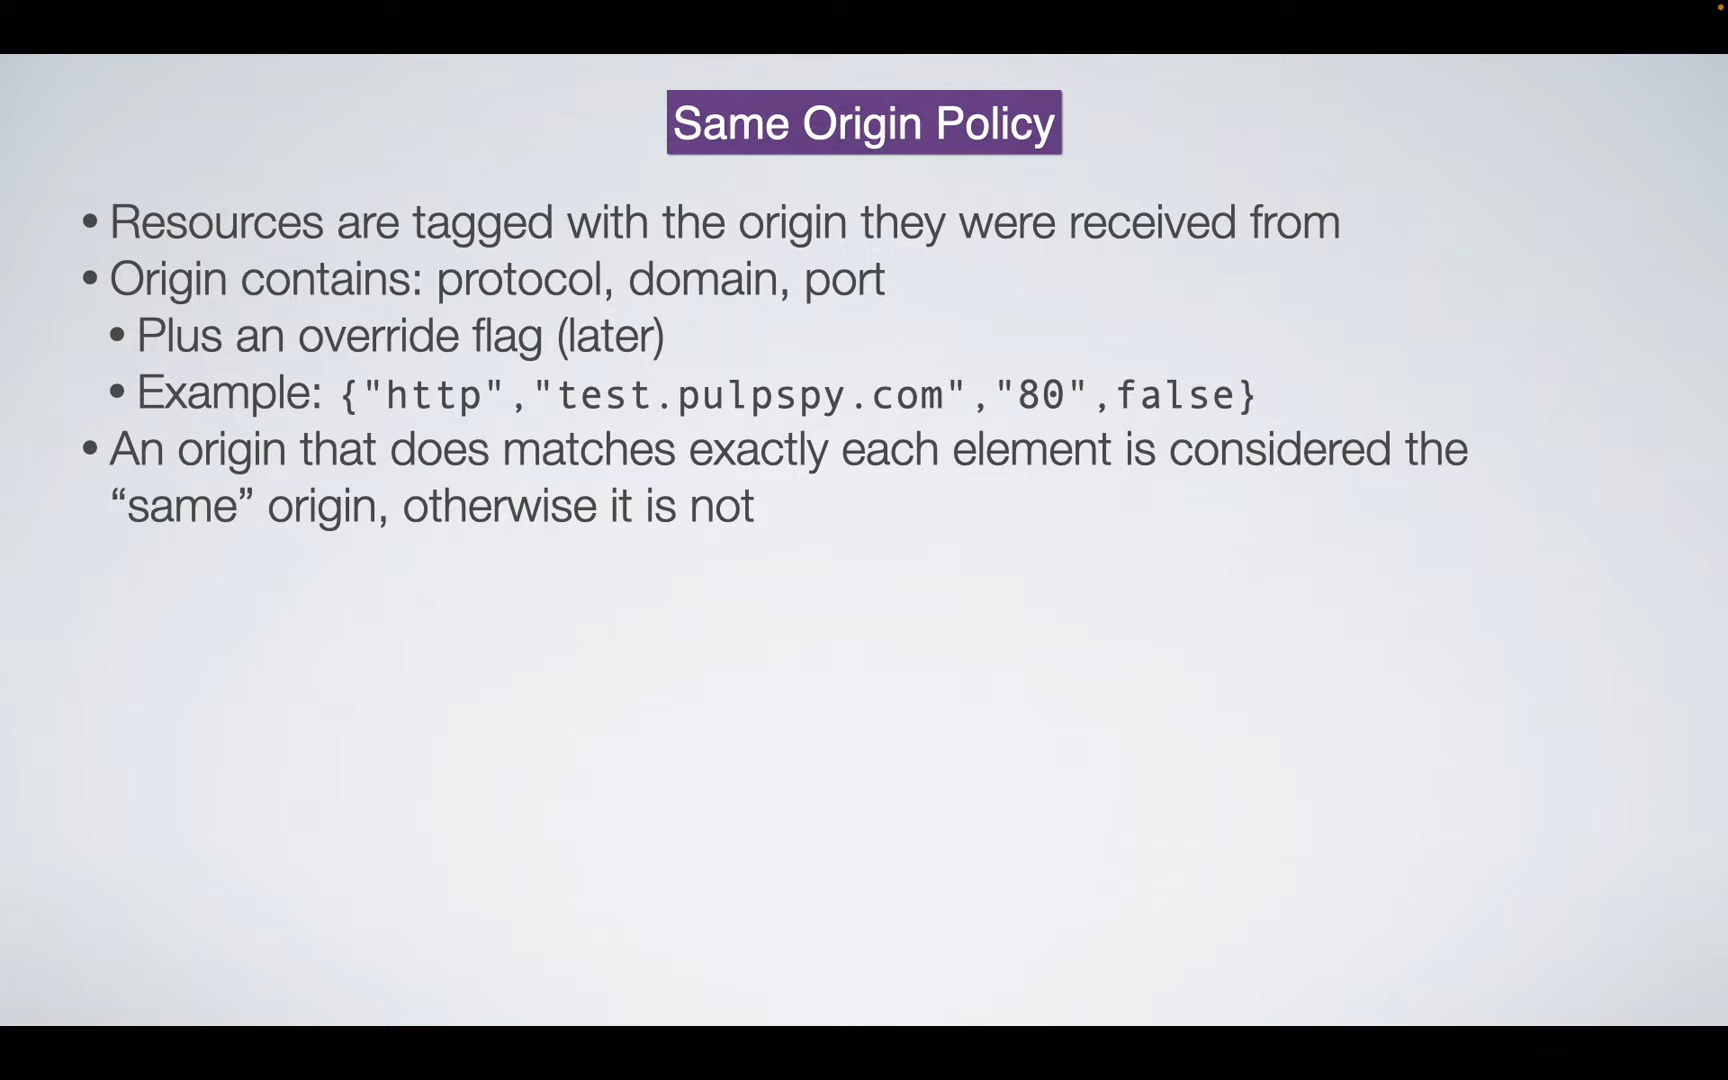 Same Origin Policy
• Resources are tagged with the origin they were received from
• Origin contains: protocol, domain, port
• Plus an override flag (later)
• Example: {"http","test.pulpspy.com","80",false}
• An origin that does matches exactly each element is considered the
“same” origin, otherwise it is not